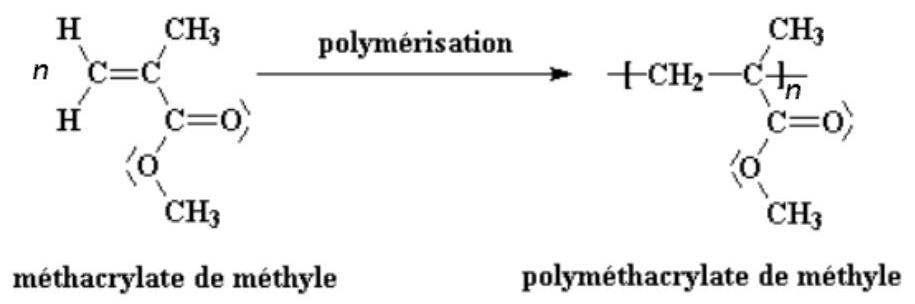 H CH₃
polymérisation
n C=C
H C=O
O
CH₃
CH₃
-[-CH₂-C-]-n
C=O
O
CH₃
méthacrylate de méthyle
polyméthacrylate de méthyle